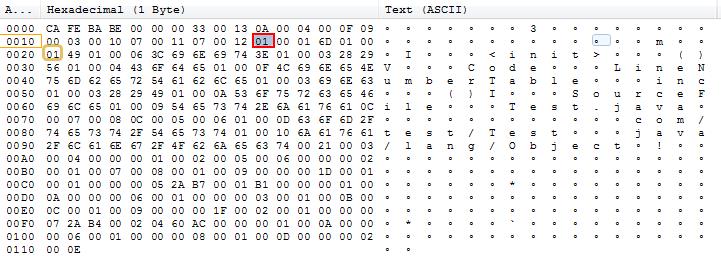 A... Hexadecimal (1 Byte) Text (ASCII)
0000 CA FE BA BE 00 00 00 33 00 13 0A 00 04 00 0F 09 ∘ ∘ ∘ ∘ ∘ ∘ ∘ 3 ∘ ∘ ∘ ∘ ∘ ∘ ∘ ∘
0010 00 03 00 10 07 00 11 07 00 12 01 00 01 6D 01 00 ∘ ∘ ∘ ∘ ∘ ∘ ∘ ∘ ∘ ∘ ∘ ∘ ∘ m ∘ ∘
0020 01 49 01 00 06 3C 69 6E 69 74 3E 01 00 03 28 29 ∘ I ∘ ∘ ∘ < i n i t > ∘ ∘ ∘ ( )
0030 56 01 00 04 43 6F 64 65 01 00 0F 4C 69 6E 65 4E V ∘ ∘ ∘ C o d e ∘ ∘ ∘ L i n e N
0040 75 6D 62 65 72 54 61 62 6C 65 01 00 03 69 6E 63 u m b e r T a b l e ∘ ∘ ∘ i n c
0050 01 00 03 28 29 49 01 00 0A 53 6F 75 72 63 65 46 ∘ ∘ ∘ ( ) I ∘ ∘ ∘ S o u r c e F
0060 69 6C 65 01 00 09 54 65 73 74 2E 6A 61 76 61 0C i l e ∘ ∘ ∘ T e s t . j a v a ∘
0070 00 07 00 08 0C 00 05 00 06 01 00 0D 63 6F 6D 2F ∘ ∘ ∘ ∘ ∘ ∘ ∘ ∘ ∘ ∘ ∘ ∘ c o m /
0080 74 65 73 74 2F 54 65 73 74 01 00 10 6A 61 76 61 t e s t / T e s t ∘ ∘ ∘ j a v a
0090 2F 6C 61 6E 67 2F 4F 62 6A 65 63 74 00 21 00 03 / l a n g / O b j e c t ∘ ! ∘ ∘
00A0 00 04 00 00 00 01 00 02 00 05 00 06 00 00 00 02 ∘ ∘ ∘ ∘ ∘ ∘ ∘ ∘ ∘ ∘ ∘ ∘ ∘ ∘ ∘ ∘
00B0 00 01 00 07 00 08 00 01 00 09 00 00 00 1D 00 01 ∘ ∘ ∘ ∘ ∘ ∘ ∘ ∘ ∘ ∘ ∘ ∘ ∘ ∘ ∘ ∘
00C0 00 01 00 00 00 05 2A B7 00 01 B1 00 00 00 01 00 ∘ ∘ ∘ ∘ ∘ ∘ * ∘ ∘ ∘ ∘ ∘ ∘ ∘ ∘ ∘
00D0 0A 00 00 00 06 00 01 00 00 00 03 00 01 00 0B 00 ∘ ∘ ∘ ∘ ∘ ∘ ∘ ∘ ∘ ∘ ∘ ∘ ∘ ∘ ∘ ∘
00E0 0C 00 01 00 09 00 00 00 1F 00 02 00 01 00 00 00 ∘ ∘ ∘ ∘ ∘ ∘ ∘ ∘ ∘ ∘ ∘ ∘ ∘ ∘ ∘ ∘
00F0 07 2A B4 00 02 04 60 AC 00 00 00 01 00 0A 00 00 ∘ * ∘ ∘ ∘ ∘ ` ∘ ∘ ∘ ∘ ∘ ∘ ∘ ∘ ∘
0100 00 06 00 01 00 00 00 08 00 01 00 0D 00 00 00 02 ∘ ∘ ∘ ∘ ∘ ∘ ∘ ∘ ∘ ∘ ∘ ∘ ∘ ∘ ∘ ∘
0110 00 0E ∘ ∘